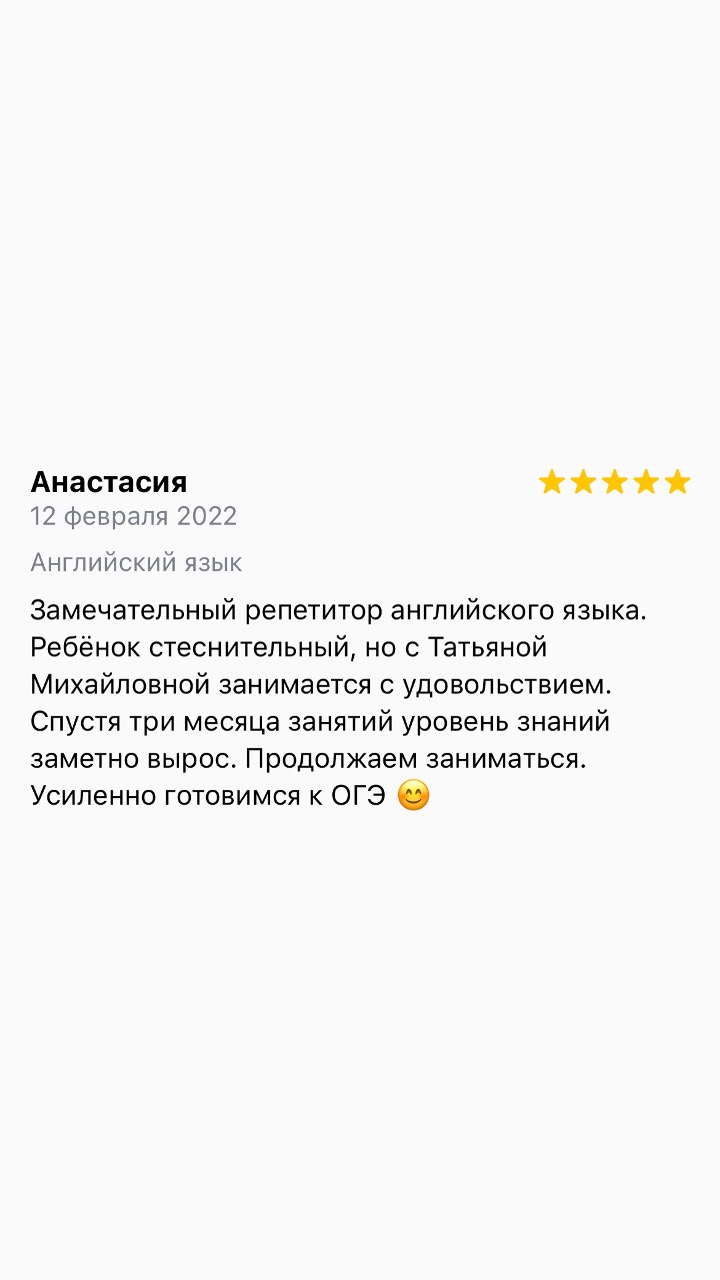 Анастасия ⭐⭐⭐⭐⭐
12 февраля 2022
Английский язык
Замечательный репетитор английского языка.
Ребёнок стеснительный, но с Татьяной
Михайловной занимается с удовольствием.
Спустя три месяца занятий уровень знаний
заметно вырос. Продолжаем заниматься.
Усиленно готовимся к ОГЭ 😊